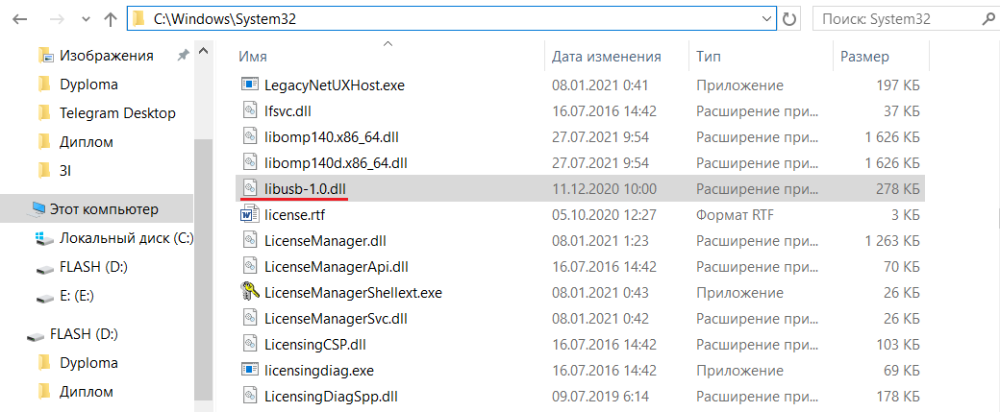 C:\Windows\System32
Поиск: System32
Изображения
Dyploma
Telegram Desktop
Диплом
ЗІ
Этот компьютер
Локальный диск (C:)
FLASH (D:)
E: (E:)
FLASH (D:)
Dyploma
Диплом
Имя Дата изменения Тип Размер
LegacyNetUXHost.exe 08.01.2021 0:41 Приложение 197 КБ
lfsvc.dll 16.07.2016 14:42 Расширение при... 37 КБ
libomp140.x86_64.dll 27.07.2021 9:54 Расширение при... 1 626 КБ
libomp140d.x86_64.dll 27.07.2021 9:54 Расширение при... 1 626 КБ
libusb-1.0.dll 11.12.2020 10:00 Расширение при... 278 КБ
license.rtf 05.10.2020 12:27 Формат RTF 3 КБ
LicenseManager.dll 08.01.2021 1:23 Расширение при... 1 263 КБ
LicenseManagerApi.dll 16.07.2016 14:42 Расширение при... 70 КБ
LicenseManagerShellext.exe 08.01.2021 0:43 Приложение 26 КБ
LicenseManagerSvc.dll 08.01.2021 0:42 Расширение при... 26 КБ
LicensingCSP.dll 16.07.2016 14:42 Расширение при... 103 КБ
licensingdiag.exe 16.07.2016 14:42 Приложение 69 КБ
LicensingDiagSpp.dll 09.07.2019 6:14 Расширение при... 178 КБ